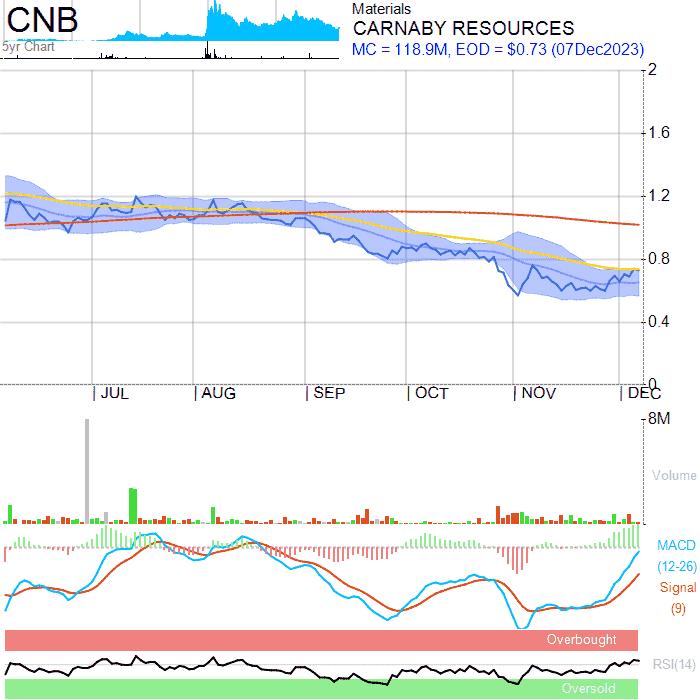 CNB
5yr Chart
Materials
CARNABY RESOURCES
MC = 118.9M, EOD = $0.73 (07Dec2023)
2
1.6
1.2
0.8
0.4
0
JUL AUG SEP OCT NOV DEC
8M
Volume
MACD
(12-26)
Signal
(9)
Overbought
RSI(14)
Oversold